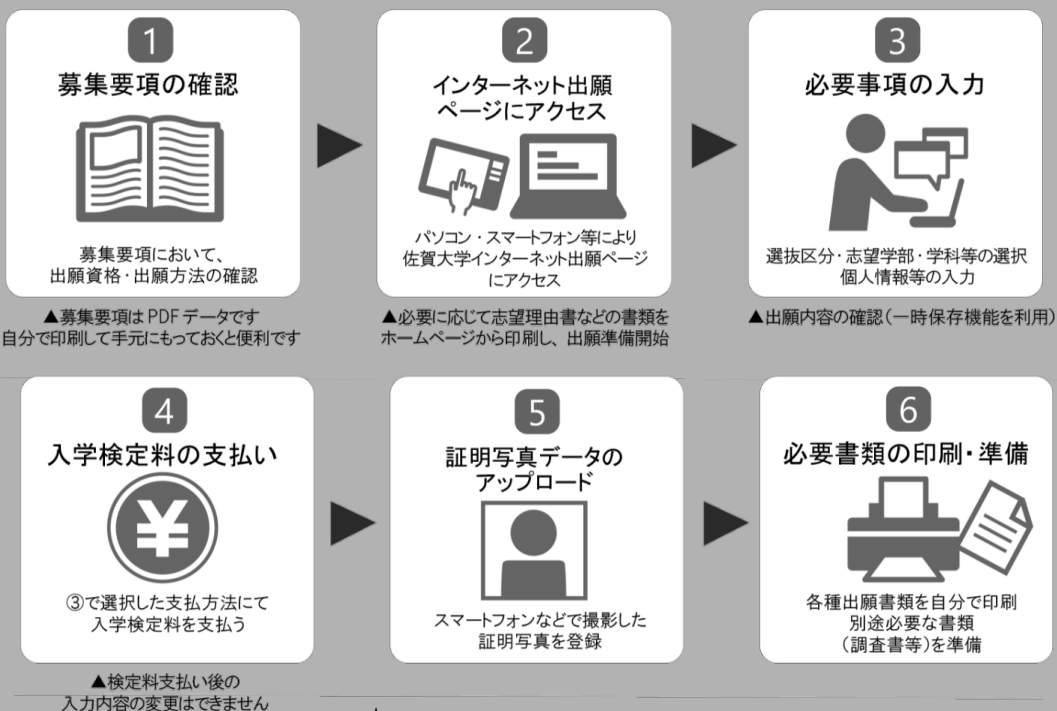 1
募集要項の確認
募集要項において、
出願資格・出願方法の確認
▲募集要項は PDF データです
自分で印刷して手元にもっておくと便利です
2
インターネット出願
ページにアクセス
パソコン・スマートフォン等により
佐賀大学インターネット出願ページ
にアクセス
▲必要に応じて志望理由書などの書類を
ホームページから印刷し、出願準備開始
3
必要事項の入力
選抜区分・志望学部・学科等の選択
個人情報等の入力
▲出願内容の確認(一時保存機能を利用)
4
入学検定料の支払い
¥
③で選択した支払方法にて
入学検定料を支払う
▲検定料支払い後の
入力内容の変更はできません
5
証明写真データの
アップロード
スマートフォンなどで撮影した
証明写真を登録
6
必要書類の印刷・準備
各種出願書類を自分で印刷
別途必要な書類
(調査書等)を準備